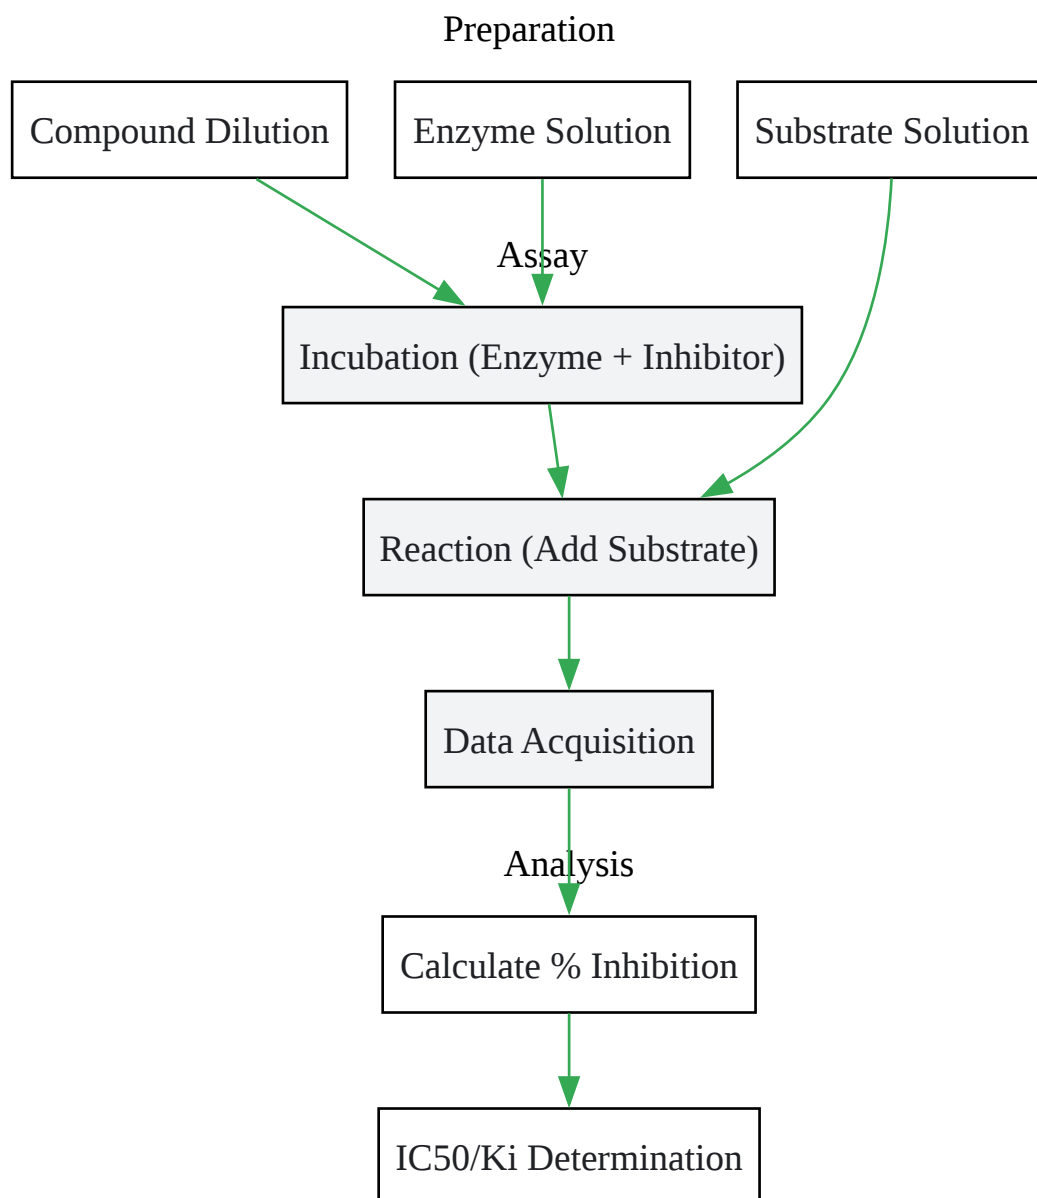 Preparation
Compound Dilution
Enzyme Solution
Substrate Solution
Assay
Incubation (Enzyme + Inhibitor)
Reaction (Add Substrate)
Data Acquisition
Analysis
Calculate % Inhibition
IC50/Ki Determination